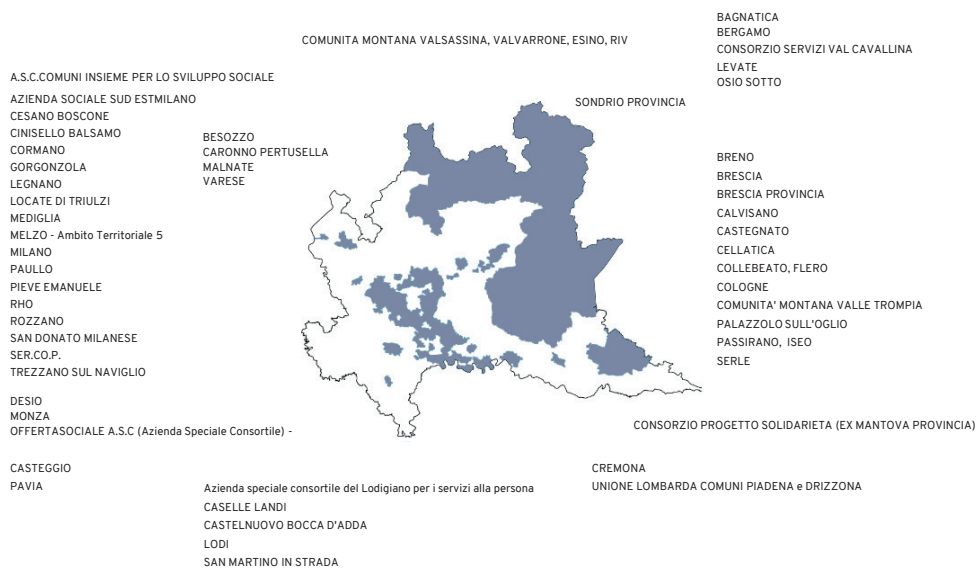 COMUNITA MONTANA VALSASSINA, VALVARRONE, ESINO, RIV
BAGNATICA
BERGAMO
CONSORZIO SERVIZI VAL CAVALLINA
LEVATE
OSIO SOTTO
A.S.C.COMUNI INSIEME PER LO SVILUPPO SOCIALE
AZIENDA SOCIALE SUD ESTMILANO
CESANO BOSCONE
CINISELLO BALSAMO
CORMANO
GORGONZOLA
LEGNANO
LOCATE DI TRIULZI
MEDIGLIA
MELZO - Ambito Territoriale 5
MILANO
PAULLO
PIEVE EMANUELE
RHO
ROZZANO
SAN DONATO MILANESE
SER.CO.P.
TREZZANO SUL NAVIGLIO
BESOZZO
CARONNO PERTUSELLA
MALNATE
VARESE
SONDRIO PROVINCIA
BRENO
BRESCIA
BRESCIA PROVINCIA
CALVISANO
CASTEGNATO
CELLATICA
COLLEBEATO, FLERO
COLOGNE
COMUNITA' MONTANA VALLE TROMPIA
PALAZZOLO SULL'OGLIO
PASSIRANO, ISEO
SERLE
DESIO
MONZA
OFFERTASOCIALE A.S.C (Azienda Speciale Consortile) -
CONSORZIO PROGETTO SOLIDARIETA (EX MANTOVA PROVINCIA)
CASTEGGIO
PAVIA
Azienda speciale consortile del Lodigiano per i servizi alla persona
CASELLE LANDI
CASTELNUOVO BOCCA D'ADDA
LODI
SAN MARTINO IN STRADA
CREMONA
UNIONE LOMBARDA COMUNI PIADENA e DRIZZONA